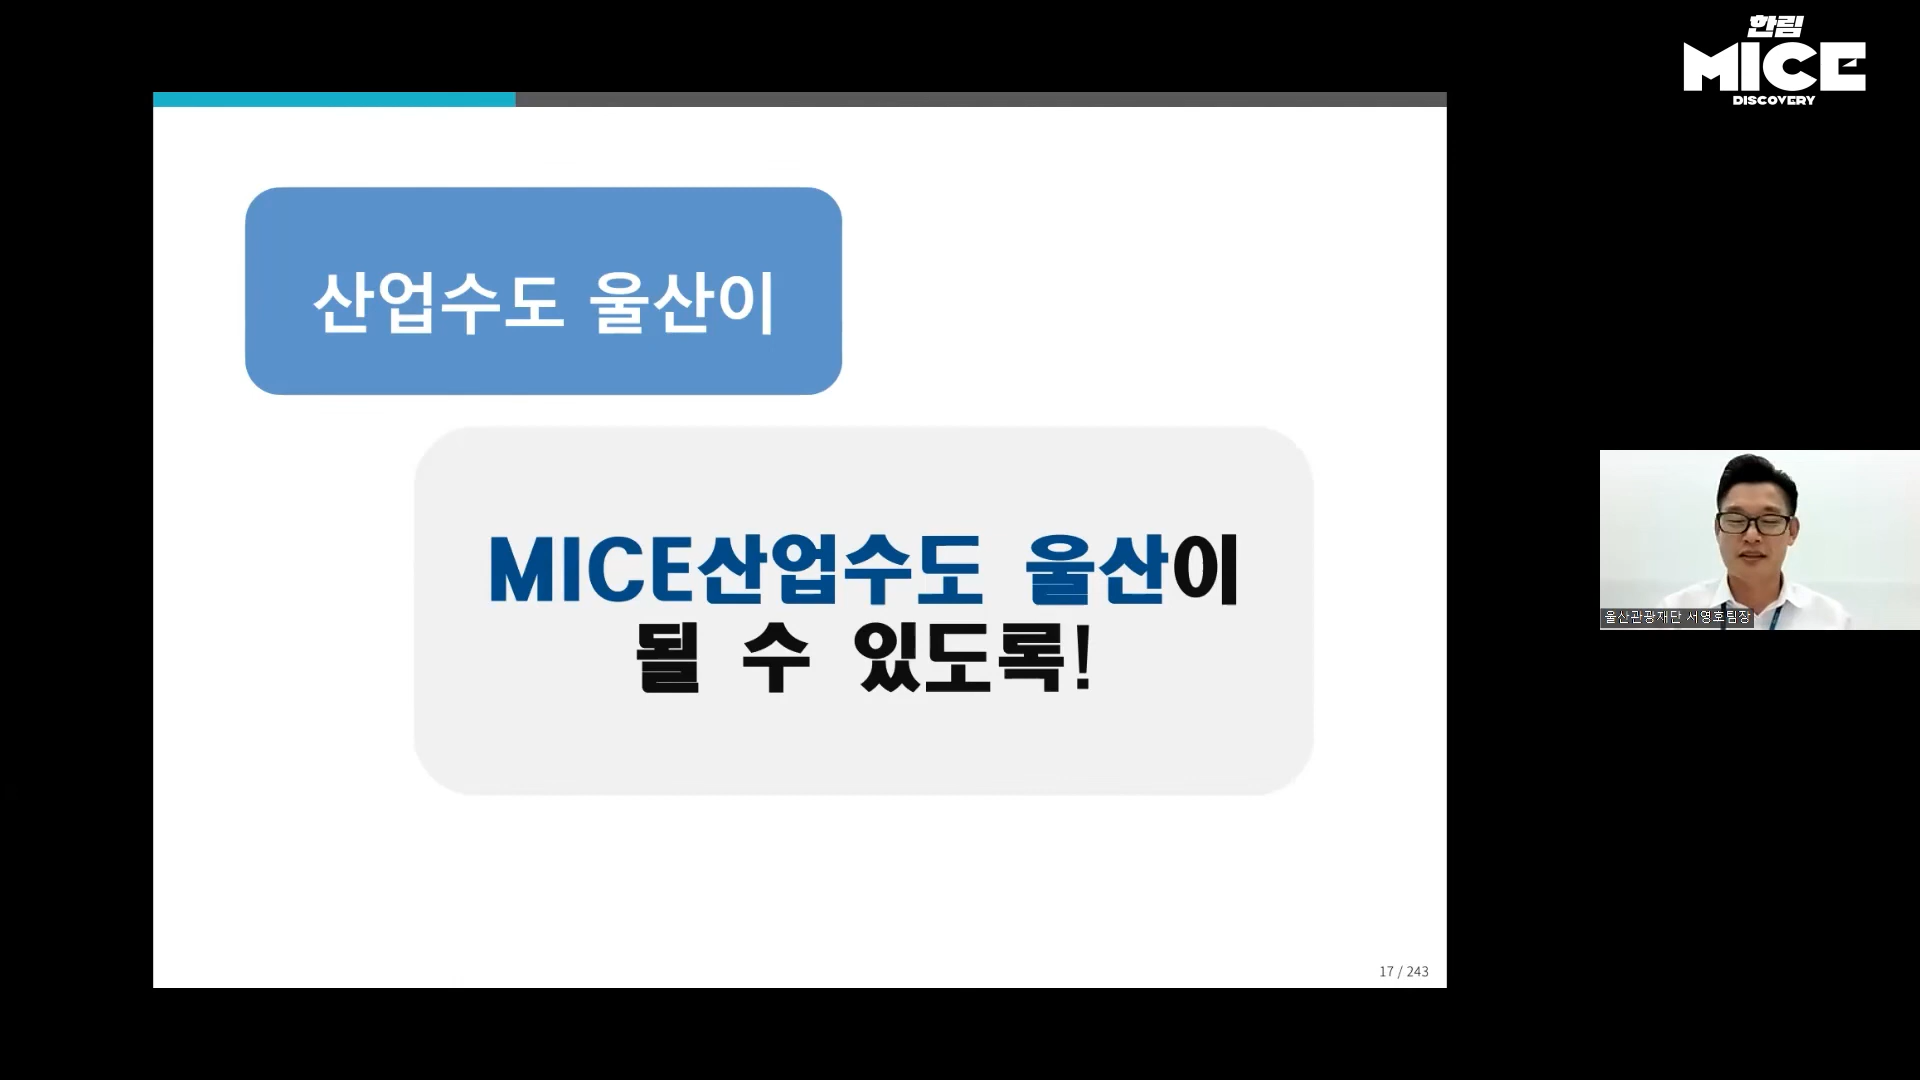 한림
MICE
DISCOVERY
산업수도 울산이
MICE산업수도 울산이
될 수 있도록!
울산관광재단 서영호팀장
17 / 243